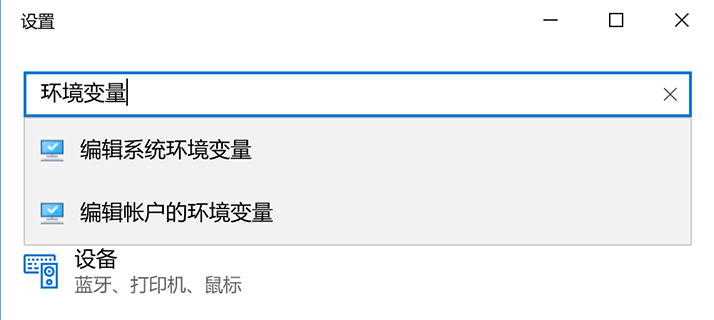 设置
环境变量
编辑系统环境变量
编辑帐户的环境变量
设备
蓝牙、打印机、鼠标